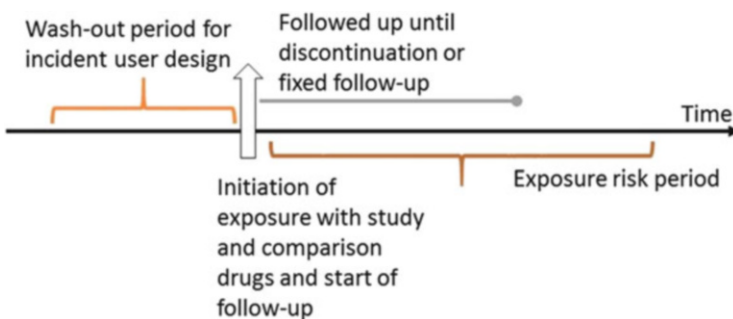 Wash-out period for
incident user design
Followed up until
discontinuation or
fixed follow-up
Time
Initiation of
exposure with study
and comparison
drugs and start of
follow-up
Exposure risk period